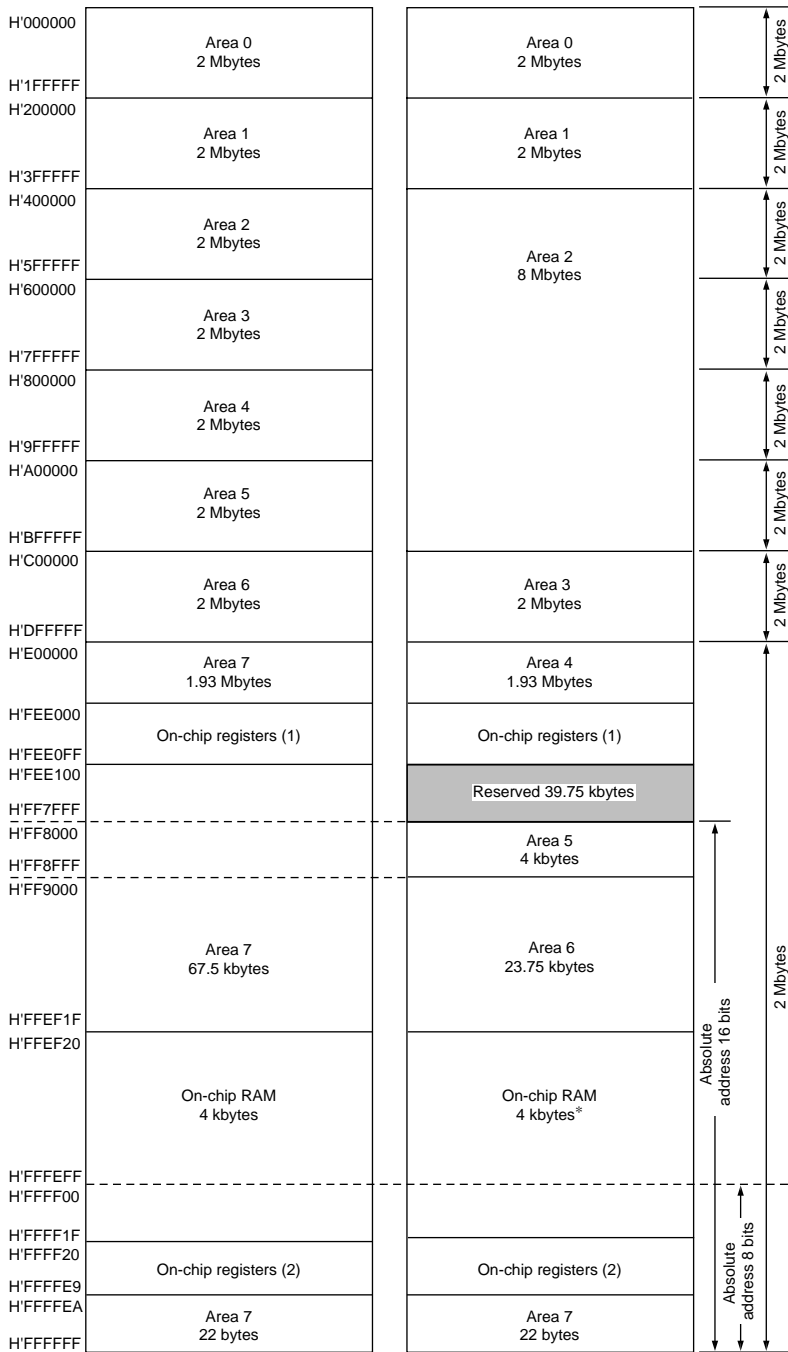 H'000000
Area 0
2 Mbytes
Area 0
2 Mbytes
2 Mbytes
H'1FFFFF
H'200000
Area 1
2 Mbytes
Area 1
2 Mbytes
2 Mbytes
H'3FFFFF
H'400000
Area 2
2 Mbytes
Area 2
8 Mbytes
2 Mbytes
H'5FFFFF
H'600000
Area 3
2 Mbytes
2 Mbytes
H'7FFFFF
H'800000
Area 4
2 Mbytes
2 Mbytes
H'9FFFFF
H'A00000
Area 5
2 Mbytes
2 Mbytes
H'BFFFFF
H'C00000
Area 6
2 Mbytes
Area 3
2 Mbytes
2 Mbytes
H'DFFFFF
H'E00000
Area 7
1.93 Mbytes
Area 4
1.93 Mbytes
H'FEE000
On-chip registers (1)
On-chip registers (1)
H'FEE0FF
H'FEE100
Reserved 39.75 kbytes
H'FF7FFF
H'FF8000
Area 5
4 kbytes
H'FF8FFF
H'FF9000
Area 7
67.5 kbytes
Area 6
23.75 kbytes
2 Mbytes
H'FFEF1F
H'FFEF20
Absolute
address 16 bits
On-chip RAM
4 kbytes
On-chip RAM
4 kbytes*
H'FFFEFF
H'FFFF00
H'FFFF1F
H'FFFF20
On-chip registers (2)
On-chip registers (2)
Absolute
address 8 bits
H'FFFFE9
H'FFFFEA
Area 7
22 bytes
Area 7
22 bytes
H'FFFFFF